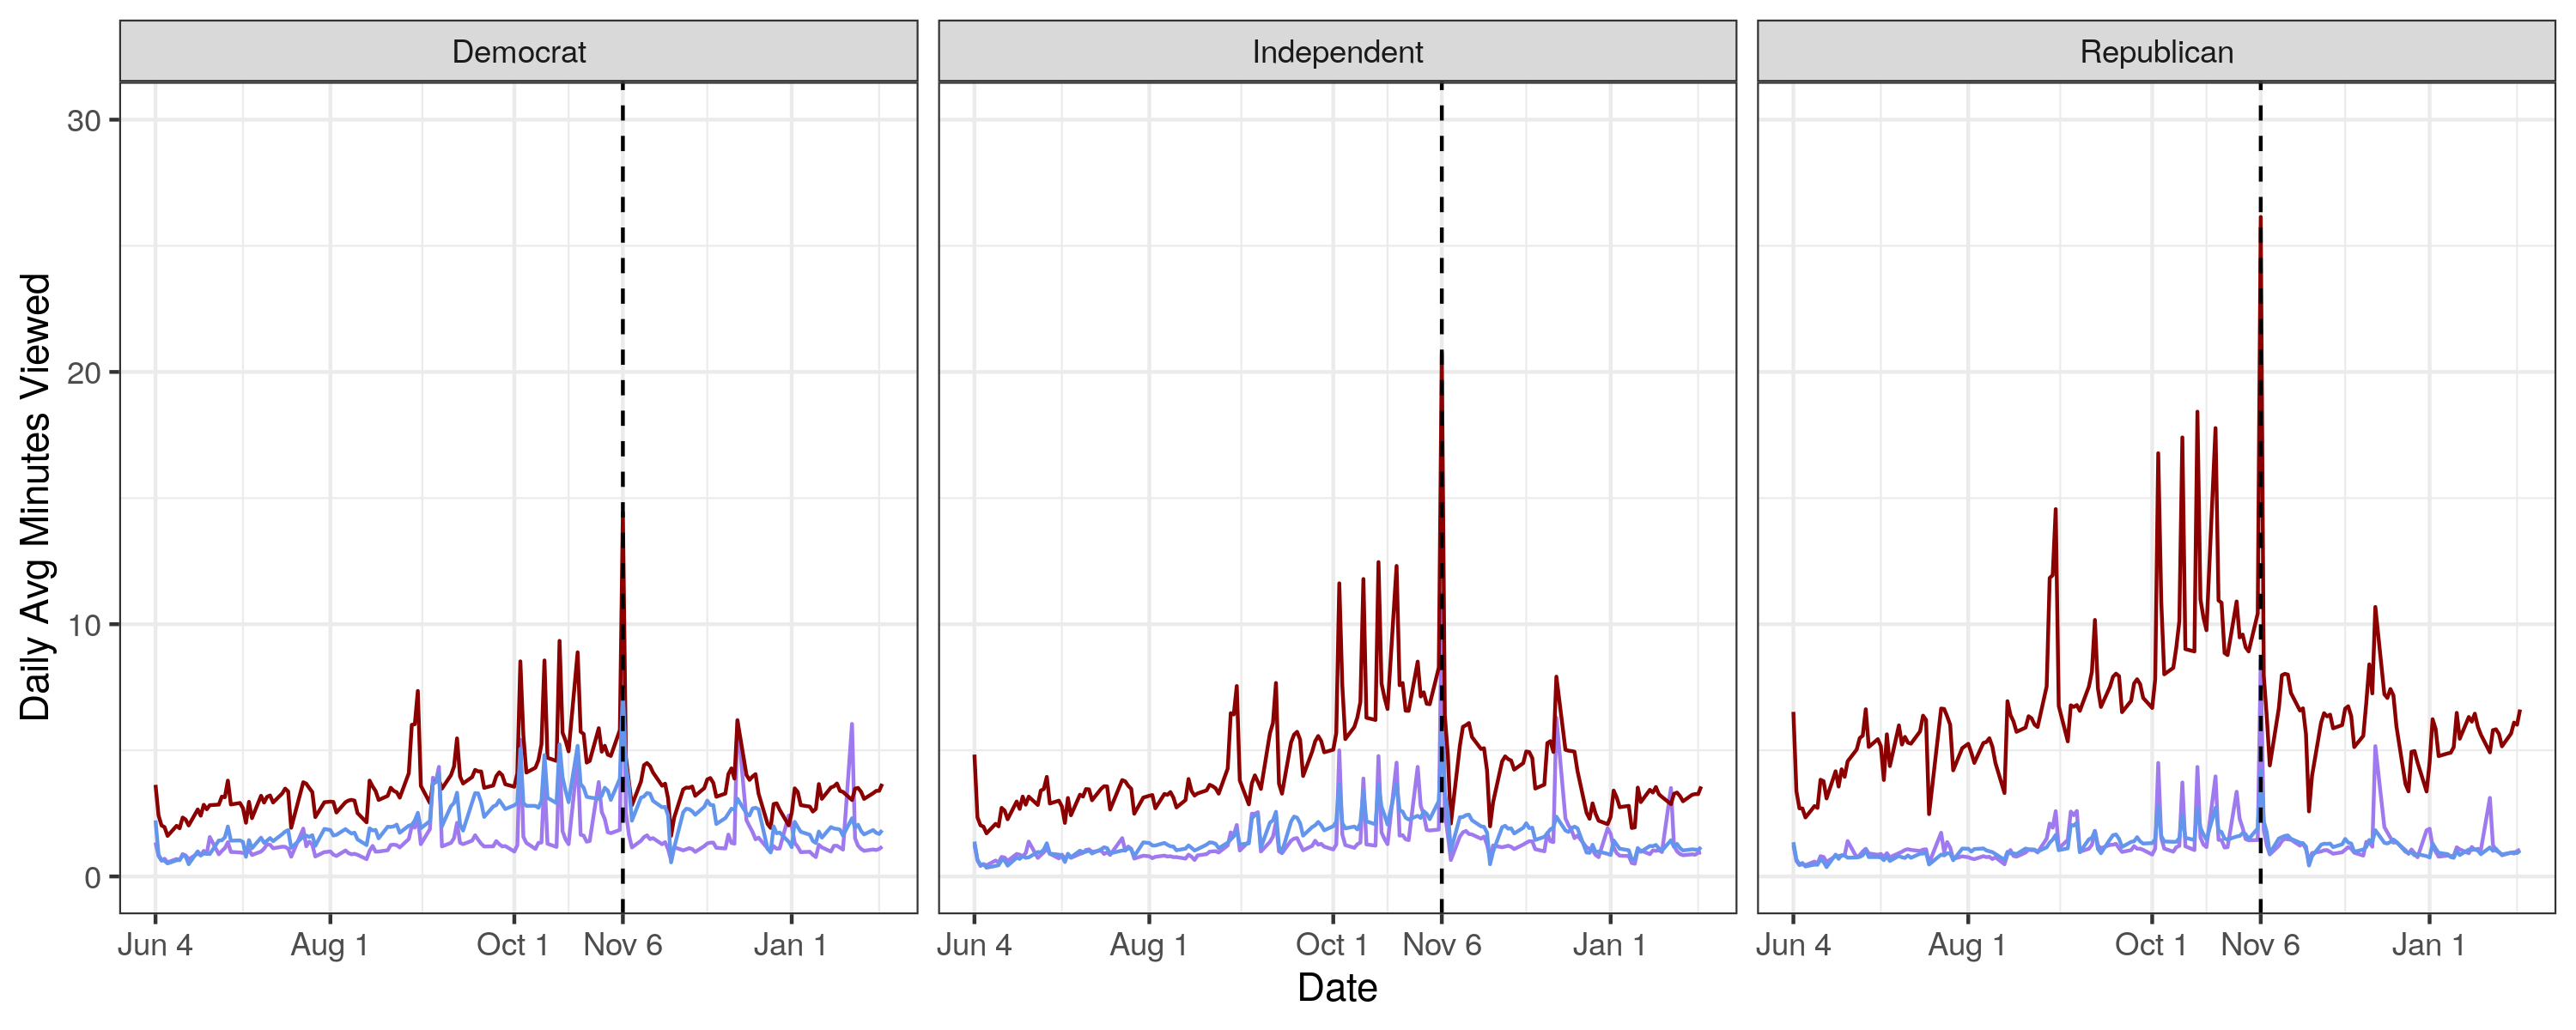 Democrat
Independent
Republican
Daily Avg Minutes Viewed
30
20
10
0
Jun 4
Aug 1
Oct 1
Nov 6
Jan 1
Jun 4
Aug 1
Oct 1
Nov 6
Jan 1
Jun 4
Aug 1
Oct 1
Nov 6
Jan 1
Date